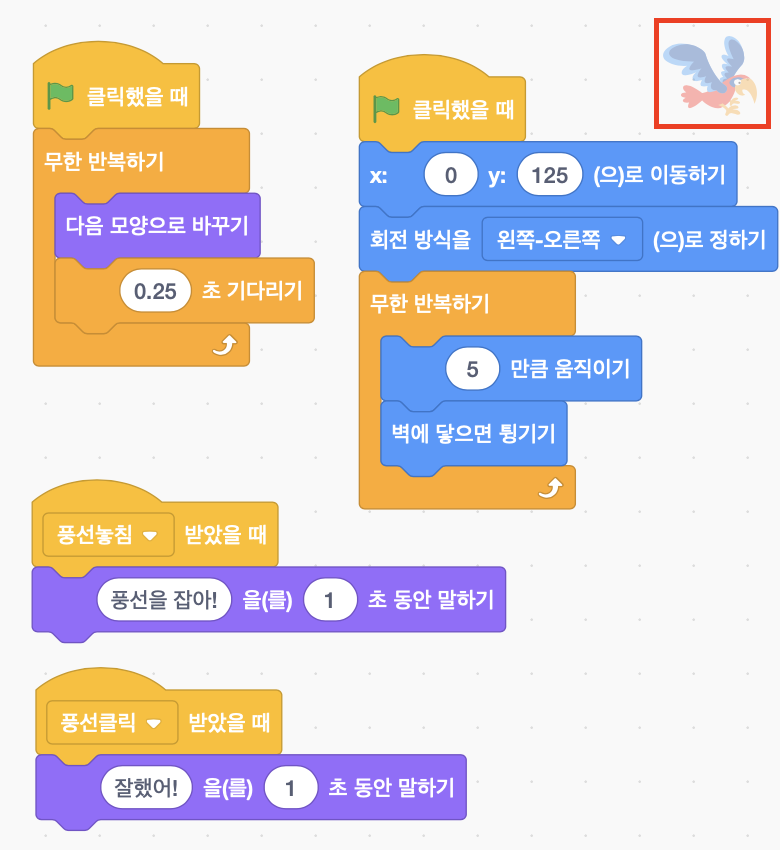 클릭했을 때
무한 반복하기
다음 모양으로 바꾸기
0.25 초 기다리기
클릭했을 때
x: 0 y: 125 (으)로 이동하기
회전 방식을 왼쪽-오른쪽 (으)로 정하기
무한 반복하기
5 만큼 움직이기
벽에 닿으면 튕기기
풍선놓침 받았을 때
풍선을 잡아! 을(를) 1 초 동안 말하기
풍선클릭 받았을 때
잘했어! 을(를) 1 초 동안 말하기